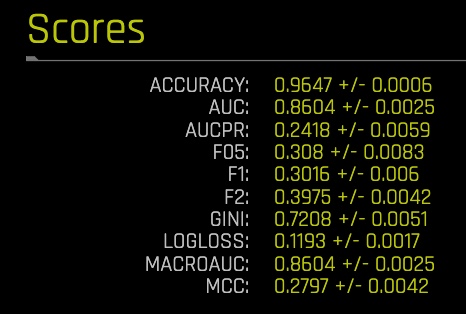 Scores
ACCURACY: 0.9647 +/- 0.0006
AUC: 0.8604 +/- 0.0025
AUCPR: 0.2418 +/- 0.0059
F05: 0.308 +/- 0.0083
F1: 0.3016 +/- 0.006
F2: 0.3975 +/- 0.0042
GINI: 0.7208 +/- 0.0051
LOGLOSS: 0.1193 +/- 0.0017
MACROAUC: 0.8604 +/- 0.0025
MCC: 0.2797 +/- 0.0042